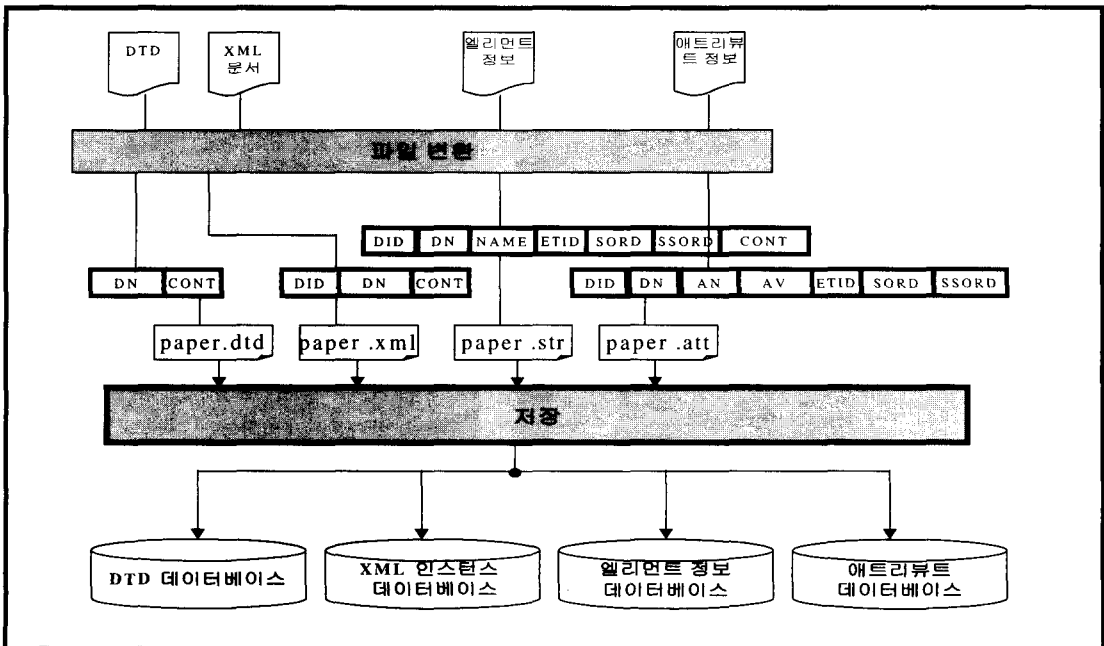 DTD
XML
문서
엘리먼트
정보
애트리뷰
트 정보
파일 변환
DID DN NAME ETID SORD SSORD CONT
DN CONT
DID DN CONT
DID DN AN AV ETID SORD SSORD
paper.dtd
paper .xml
paper .str
paper .att
저장
DTD 데이터베이스
XML 인스턴스
데이터베이스
엘리먼트 정보
데이터베이스
애트리뷰트
데이터베이스